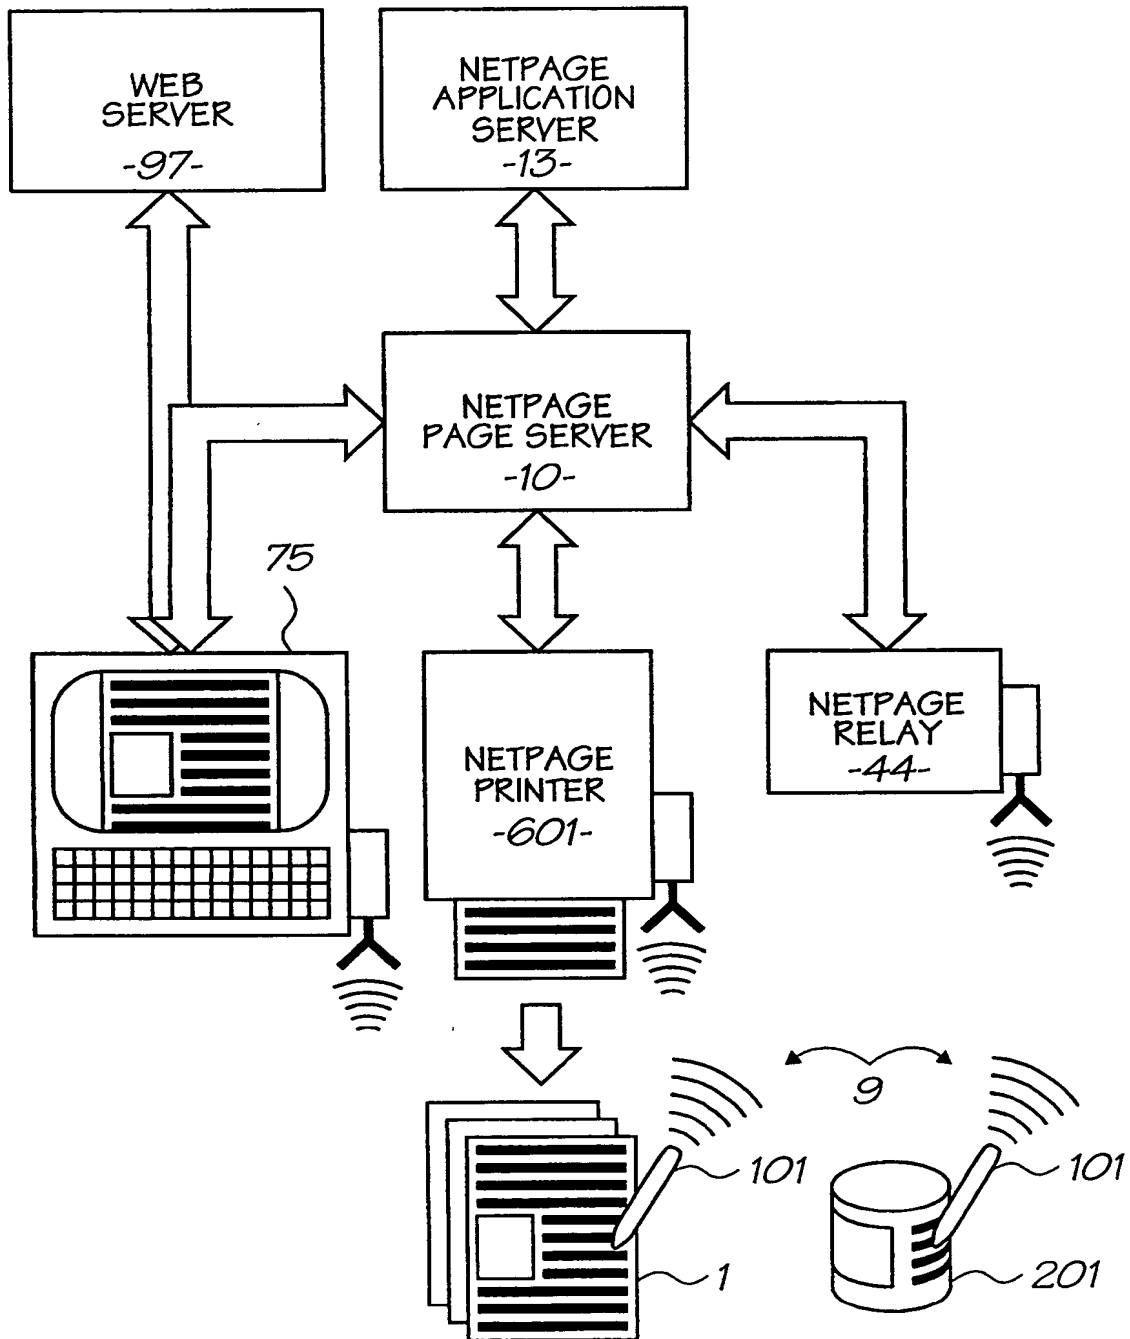 WEB
SERVER
-97-
NETPAGE
APPLICATION
SERVER
-13-
NETPAGE
PAGE SERVER
-10-
75
NETPAGE
PRINTER
-601-
NETPAGE
RELAY
-44-
9
101
101
1
201